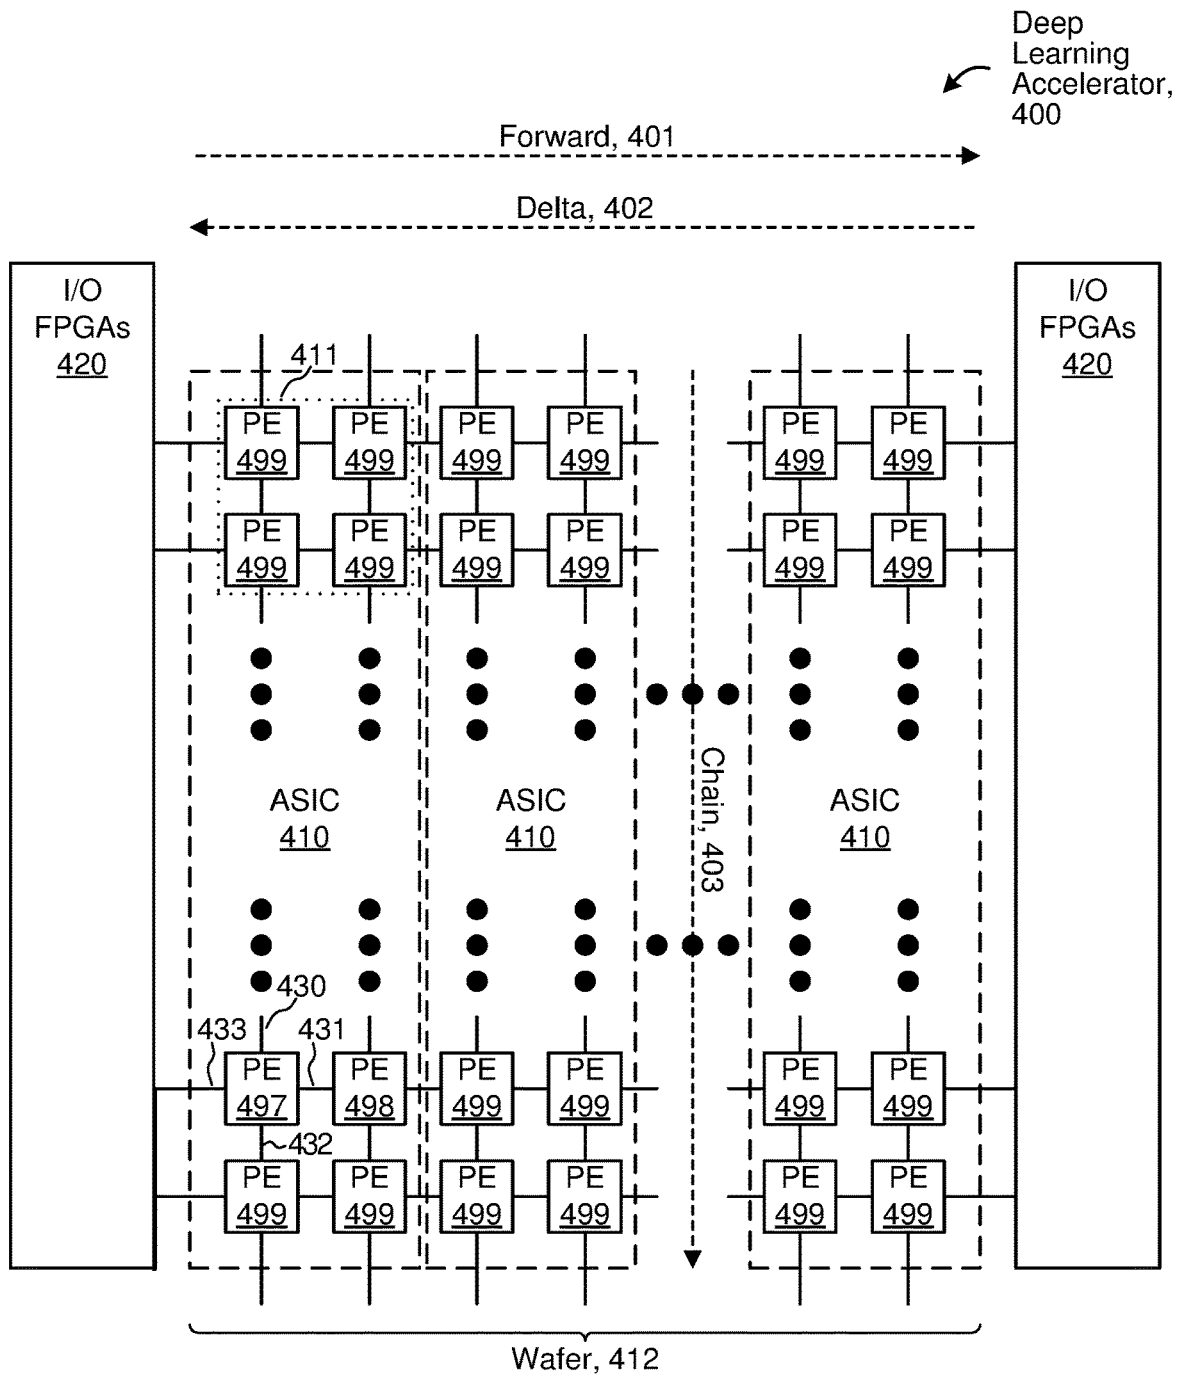 Deep
Learning
Accelerator,
400
Forward, 401
Delta, 402
I/O
FPGAs
420
I/O
FPGAs
420
411
PE PE PE PE PE PE
499 499 499 499 499 499
PE PE PE PE PE PE
499 499 499 499 499 499
Chain, 403
ASIC ASIC ASIC
410 410 410
430
433 431
PE PE PE PE PE PE
497 498 499 499 499 499
432
PE PE PE PE PE PE
499 499 499 499 499 499
Wafer, 412